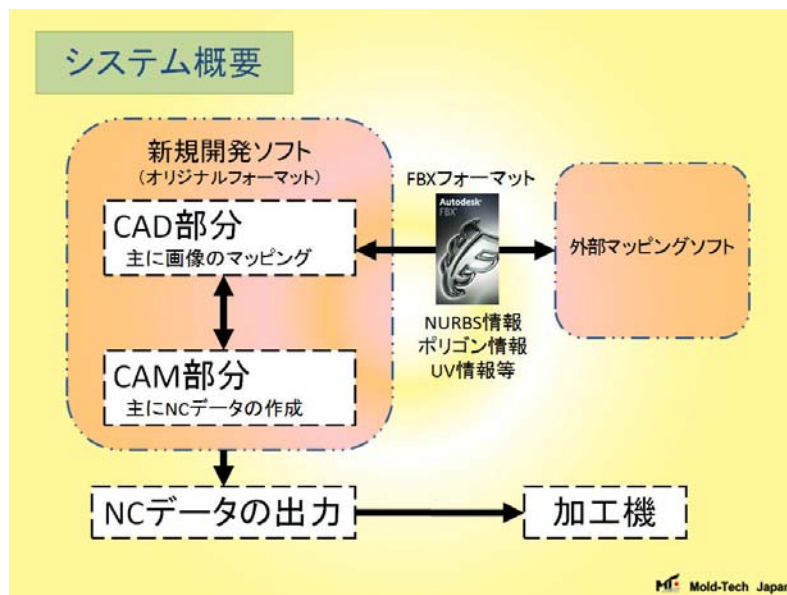 システム概要
新規開発ソフト
(オリジナルフォーマット)
CAD部分
主に画像のマッピング
CAM部分
主にNCデータの作成
FBXフォーマット
Autodesk
FBX
NURBS情報
ポリゴン情報
UV情報等
外部マッピングソフト
NCデータの出力
加工機
Mold-Tech Japan